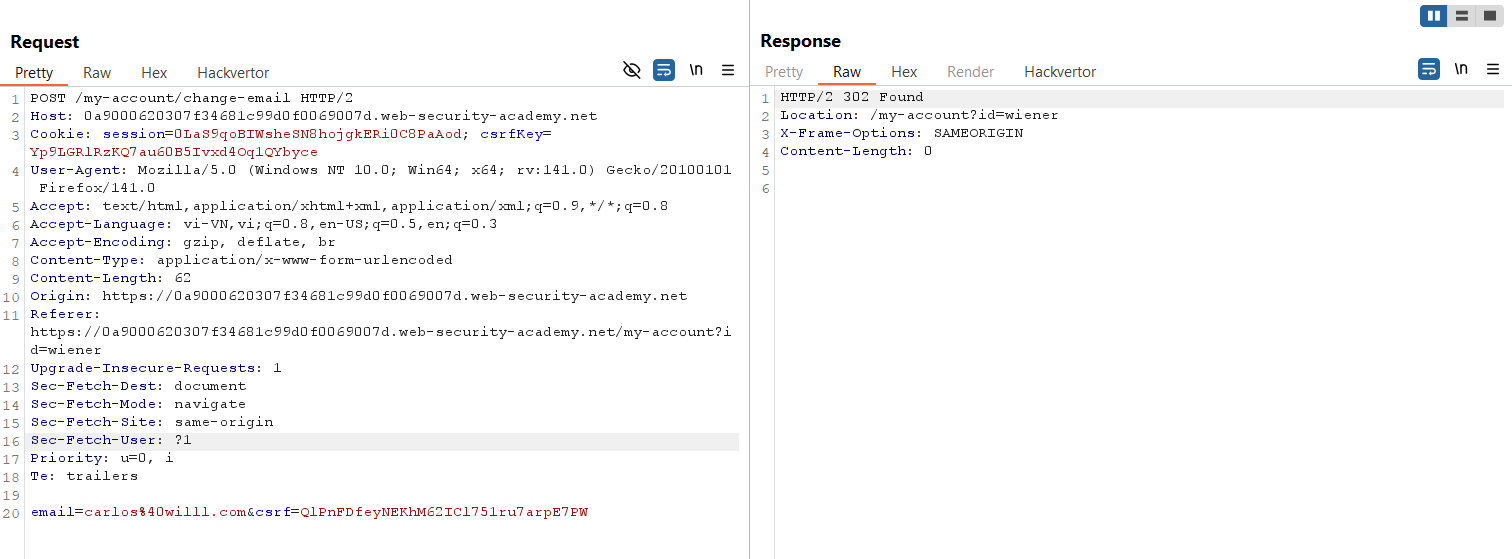 Request
Pretty Raw Hex Hackvertor \n
1 POST /my-account/change-email HTTP/2
2 Host: 0a9000620307f34681c99d0f0069007d.web-security-academy.net
3 Cookie: session=0LaS9qoBIWsheSN8hojgkERi0C8PaAod; csrfKey=
Yp9LGRlRzKQ7au60B5Ivxd4Oq1QYbyce
4 User-Agent: Mozilla/5.0 (Windows NT 10.0; Win64; x64; rv:141.0) Gecko/20100101
Firefox/141.0
5 Accept: text/html,application/xhtml+xml,application/xml;q=0.9,*/*;q=0.8
6 Accept-Language: vi-VN,vi;q=0.8,en-US;q=0.5,en;q=0.3
7 Accept-Encoding: gzip, deflate, br
8 Content-Type: application/x-www-form-urlencoded
9 Content-Length: 62
10 Origin: https://0a9000620307f34681c99d0f0069007d.web-security-academy.net
11 Referer:
https://0a9000620307f34681c99d0f0069007d.web-security-academy.net/my-account?i
d=wiener
12 Upgrade-Insecure-Requests: 1
13 Sec-Fetch-Dest: document
14 Sec-Fetch-Mode: navigate
15 Sec-Fetch-Site: same-origin
16 Sec-Fetch-User: ?1
17 Priority: u=0, i
18 Te: trailers
19
20 email=carlos%40willl.com&csrf=QlPnFDfeyNEKhM62ICl751ru7arpE7PW
Response
Pretty Raw Hex Render Hackvertor \n
1 HTTP/2 302 Found
2 Location: /my-account?id=wiener
3 X-Frame-Options: SAMEORIGIN
4 Content-Length: 0
5
6